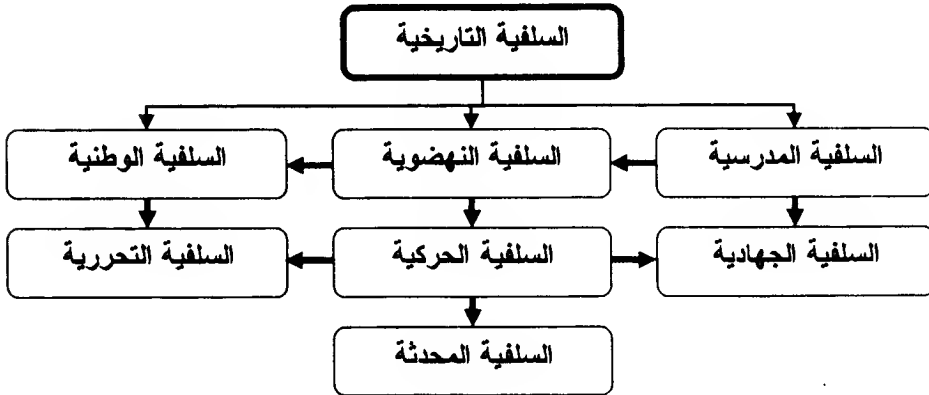 السلفية التاريخية
السلفية المدرسية
السلفية النهضوية
السلفية الوطنية
السلفية الجهادية
السلفية الحركية
السلفية التحررية
السلفية المحدثة